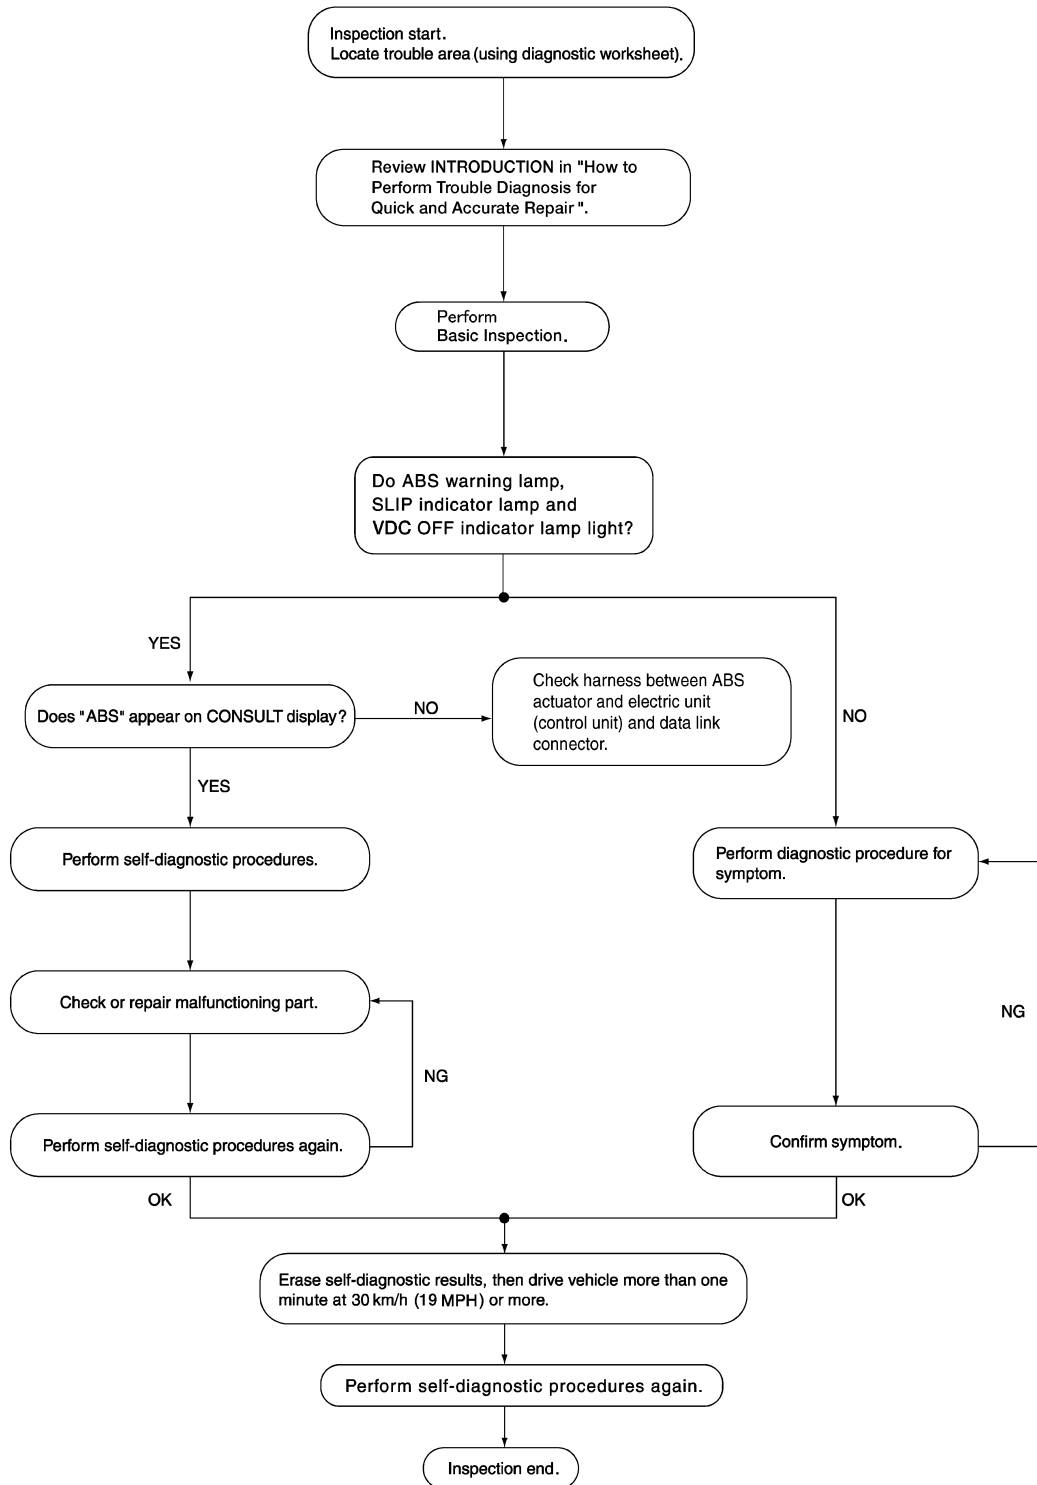 Inspection start.
Locate trouble area (using diagnostic worksheet).
Review INTRODUCTION in "How to
Perform Trouble Diagnosis for
Quick and Accurate Repair ".
Perform
Basic Inspection.
Do ABS warning lamp,
SLIP indicator lamp and
VDC OFF indicator lamp light?
YES
Does "ABS" appear on CONSULT display?
NO
Check harness between ABS
actuator and electric unit
(control unit) and data link
connector.
NO
YES
Perform self-diagnostic procedures.
Perform diagnostic procedure for
symptom.
Check or repair malfunctioning part.
NG
NG
Perform self-diagnostic procedures again.
Confirm symptom.
OK
OK
Erase self-diagnostic results, then drive vehicle more than one
minute at 30 km/h (19 MPH) or more.
Perform self-diagnostic procedures again.
Inspection end.